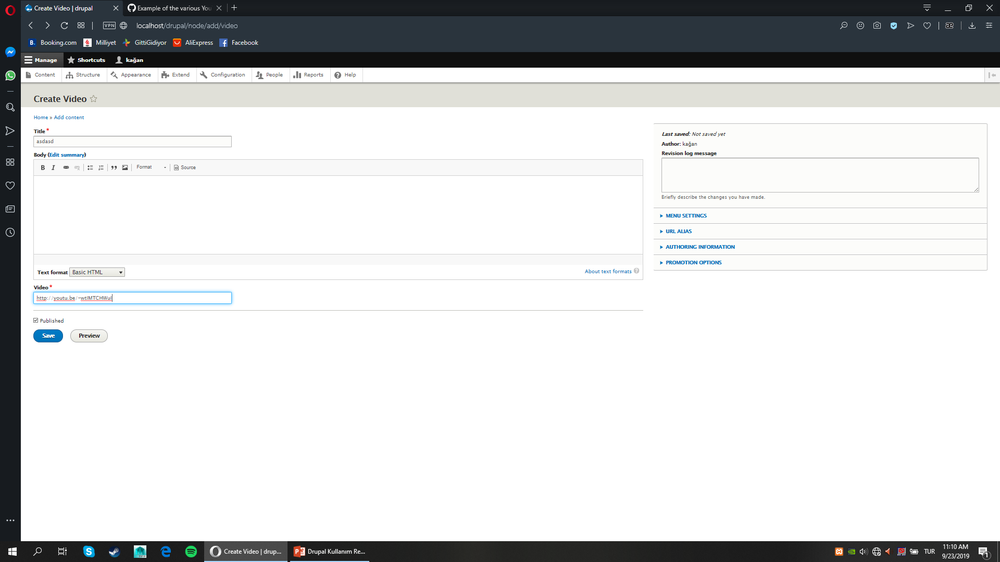 Create Video | drupal
Example of the various You
VPN
localhost/drupal/node/add/video
B. Booking.com
Milliyet
GittiGidiyor
AliExpress
Facebook
Manage
Shortcuts
kağan
Content
Structure
Appearance
Extend
Configuration
People
Reports
Help
Create Video
Home » Add content
Title *
asdasd
Body (Edit summary)
B I
Format
Source
Text format Basic HTML
About text formats ?
Video *
http://youtu.be/-wtIMTCHWuI
Published
Save
Preview
Last saved: Not saved yet
Author: kağan
Revision log message
Briefly describe the changes you have made.
MENU SETTINGS
URL ALIAS
AUTHORING INFORMATION
PROMOTION OPTIONS
Create Video | drup...
Drupal Kullanım Re...
TUR
11:10 AM
9/23/2019
1